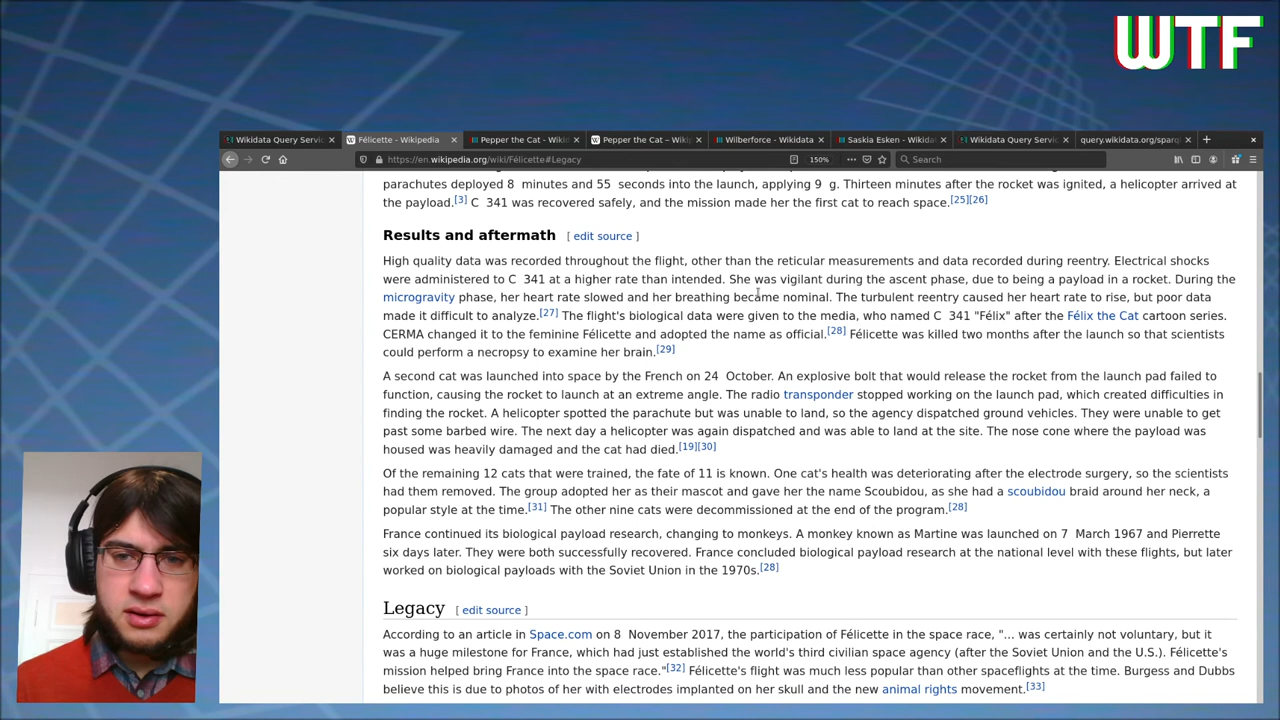 WTF
Wikidata Query Servic
Félicette - Wikipedia
Pepper the Cat - Wikid
Pepper the Cat – Wikip
Wilberforce - Wikidata
Saskia Esken - Wikidat
Wikidata Query Servic
query.wikidata.org/sparq
https://en.wikipedia.org/wiki/Félicette#Legacy
150%
Search
parachutes deployed 8 minutes and 55 seconds into the launch, applying 9 g. Thirteen minutes after the rocket was ignited, a helicopter arrived at
the payload.[3] C 341 was recovered safely, and the mission made her the first cat to reach space.[25][26]
Results and aftermath [ edit source ]
High quality data was recorded throughout the flight, other than the reticular measurements and data recorded during reentry. Electrical shocks
were administered to C 341 at a higher rate than intended. She was vigilant during the ascent phase, due to being a payload in a rocket. During the
microgravity phase, her heart rate slowed and her breathing became nominal. The turbulent reentry caused her heart rate to rise, but poor data
made it difficult to analyze.[27] The flight's biological data were given to the media, who named C 341 "Félix" after the Félix the Cat cartoon series.
CERMA changed it to the feminine Félicette and adopted the name as official.[28] Félicette was killed two months after the launch so that scientists
could perform a necropsy to examine her brain.[29]
A second cat was launched into space by the French on 24 October. An explosive bolt that would release the rocket from the launch pad failed to
function, causing the rocket to launch at an extreme angle. The radio transponder stopped working on the launch pad, which created difficulties in
finding the rocket. A helicopter spotted the parachute but was unable to land, so the agency dispatched ground vehicles. They were unable to get
past some barbed wire. The next day a helicopter was again dispatched and was able to land at the site. The nose cone where the payload was
housed was heavily damaged and the cat had died.[19][30]
Of the remaining 12 cats that were trained, the fate of 11 is known. One cat's health was deteriorating after the electrode surgery, so the scientists
had them removed. The group adopted her as their mascot and gave her the name Scoubidou, as she had a scoubidou braid around her neck, a
popular style at the time.[31] The other nine cats were decommissioned at the end of the program.[28]
France continued its biological payload research, changing to monkeys. A monkey known as Martine was launched on 7 March 1967 and Pierrette
six days later. They were both successfully recovered. France concluded biological payload research at the national level with these flights, but later
worked on biological payloads with the Soviet Union in the 1970s.[28]
Legacy [ edit source ]
According to an article in Space.com on 8 November 2017, the participation of Félicette in the space race, "... was certainly not voluntary, but it
was a huge milestone for France, which had just established the world's third civilian space agency (after the Soviet Union and the U.S.). Félicette's
mission helped bring France into the space race."[32] Félicette's flight was much less popular than other spaceflights at the time. Burgess and Dubbs
believe this is due to photos of her with electrodes implanted on her skull and the new animal rights movement.[33]